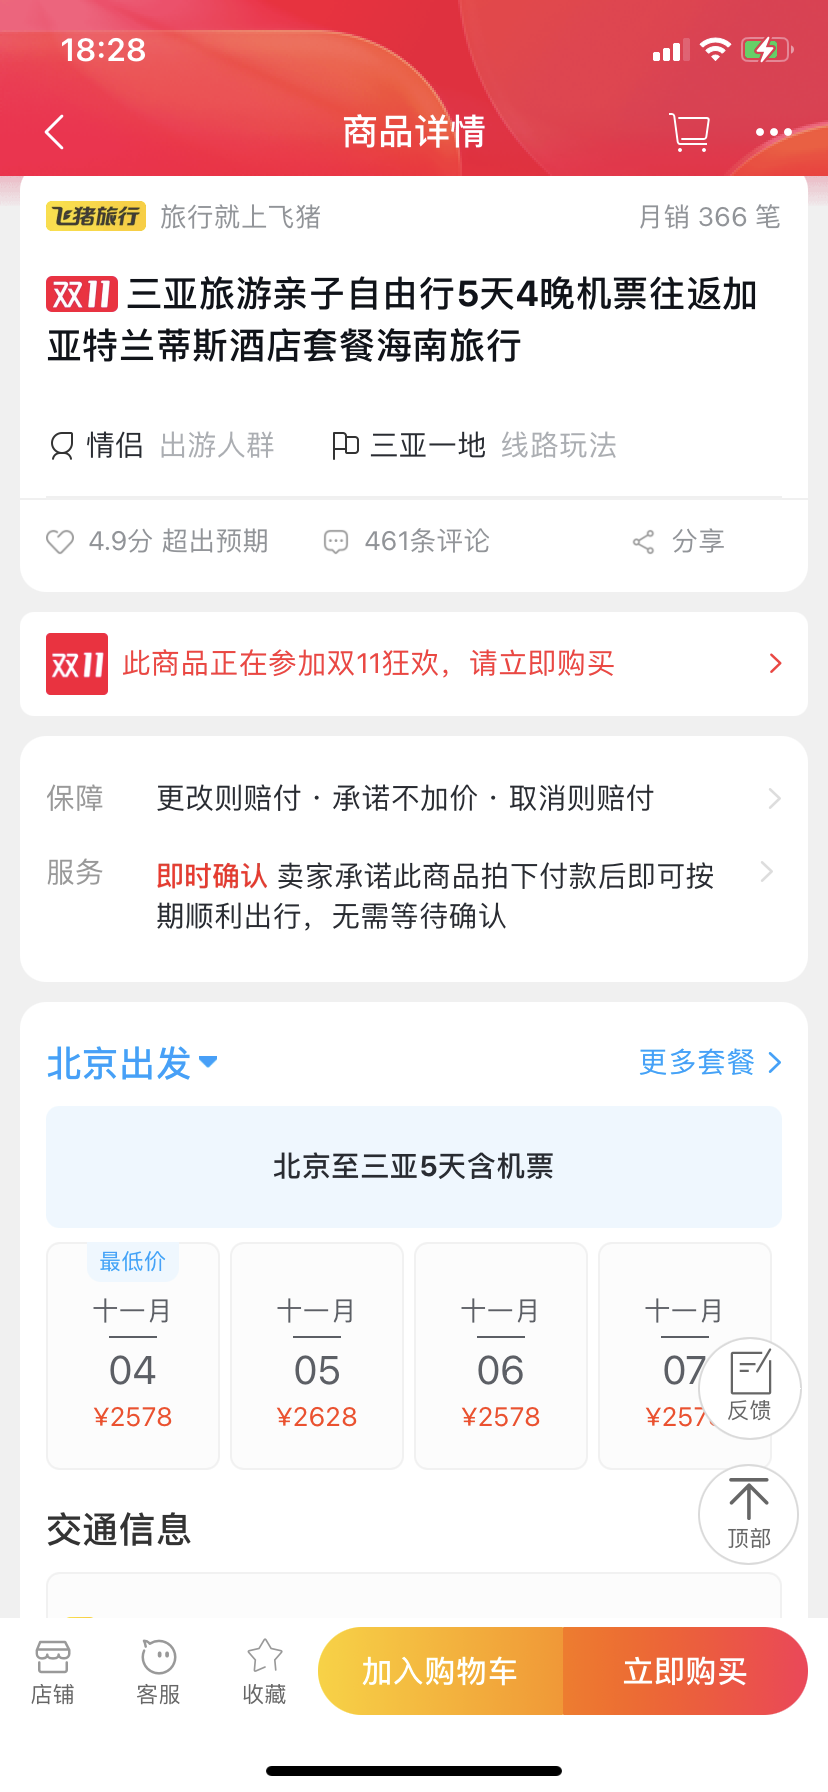 18:28
商品详情
飞猪旅行 旅行就上飞猪 月销 366 笔
双11 三亚旅游亲子自由行5天4晚机票往返加
亚特兰蒂斯酒店套餐海南旅行
情侣 出游人群 三亚一地 线路玩法
4.9分 超出预期 461条评论 分享
双11 此商品正在参加双11狂欢，请立即购买
保障 更改则赔付 · 承诺不加价 · 取消则赔付
服务 即时确认 卖家承诺此商品拍下付款后即可按
期顺利出行，无需等待确认
北京出发 更多套餐
北京至三亚5天含机票
最低价
十一月 十一月 十一月 十一月
04 05 06 07
¥2578 ¥2628 ¥2578 ¥257
反馈
交通信息
顶部
店铺 客服 收藏 加入购物车 立即购买